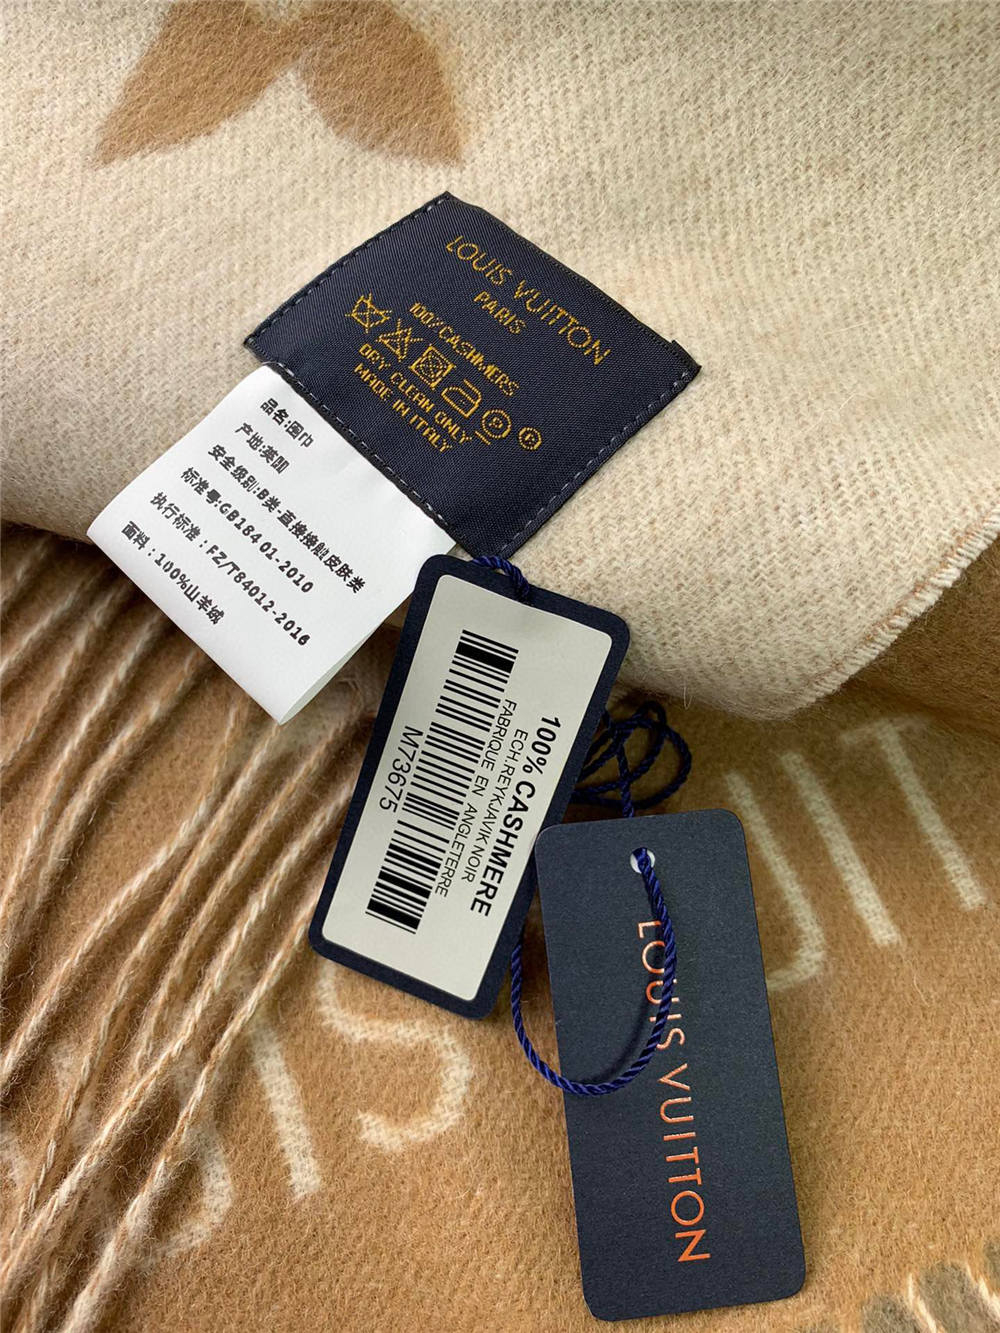 LOUIS VUITTON
PARIS
100% CASHMERS
DRY CLEAN ONLY
MADE IN ITALY
品名:围巾
产地:英国
安全级别:B类-直接接触皮肤类
标准号:GB18401-2010
执行标准：FZ/T84012-2016
面料：100%山羊绒
100% CASHMERE
ECH.REYKJAVIK NOIR
FABRIQUE EN ANGLETERRE
M73675
LOUIS VUITTON
UIT
UIS